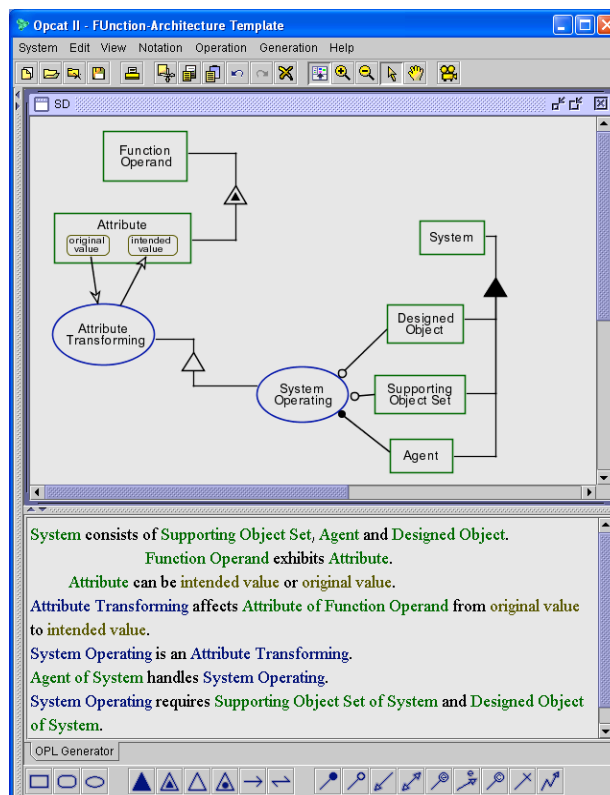 Opcat II - FUnction-Architecture Template
System Edit View Notation Operation Generation Help
SD
Function
Operand
Attribute
original
value
intended
value
System
Attribute
Transforming
Designed
Object
System
Operating
Supporting
Object Set
Agent
System consists of Supporting Object Set, Agent and Designed Object.
Function Operand exhibits Attribute.
Attribute can be intended value or original value.
Attribute Transforming affects Attribute of Function Operand from original value
to intended value.
System Operating is an Attribute Transforming.
Agent of System handles System Operating.
System Operating requires Supporting Object Set of System and Designed Object
of System.
OPL Generator